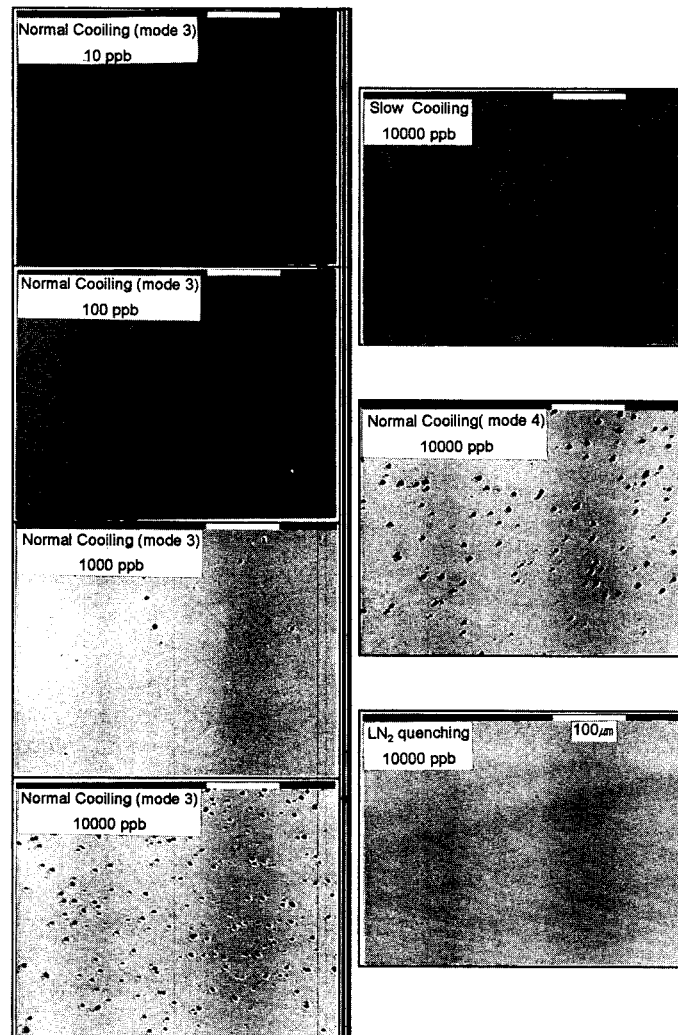 Normal Cooiling (mode 3)
10 ppb
Normal Cooiling (mode 3)
100 ppb
Normal Cooiling (mode 3)
1000 ppb
Normal Cooiling (mode 3)
10000 ppb
Slow Cooiling
10000 ppb
Normal Cooiling( mode 4)
10000 ppb
LN₂ quenching
10000 ppb
100μm